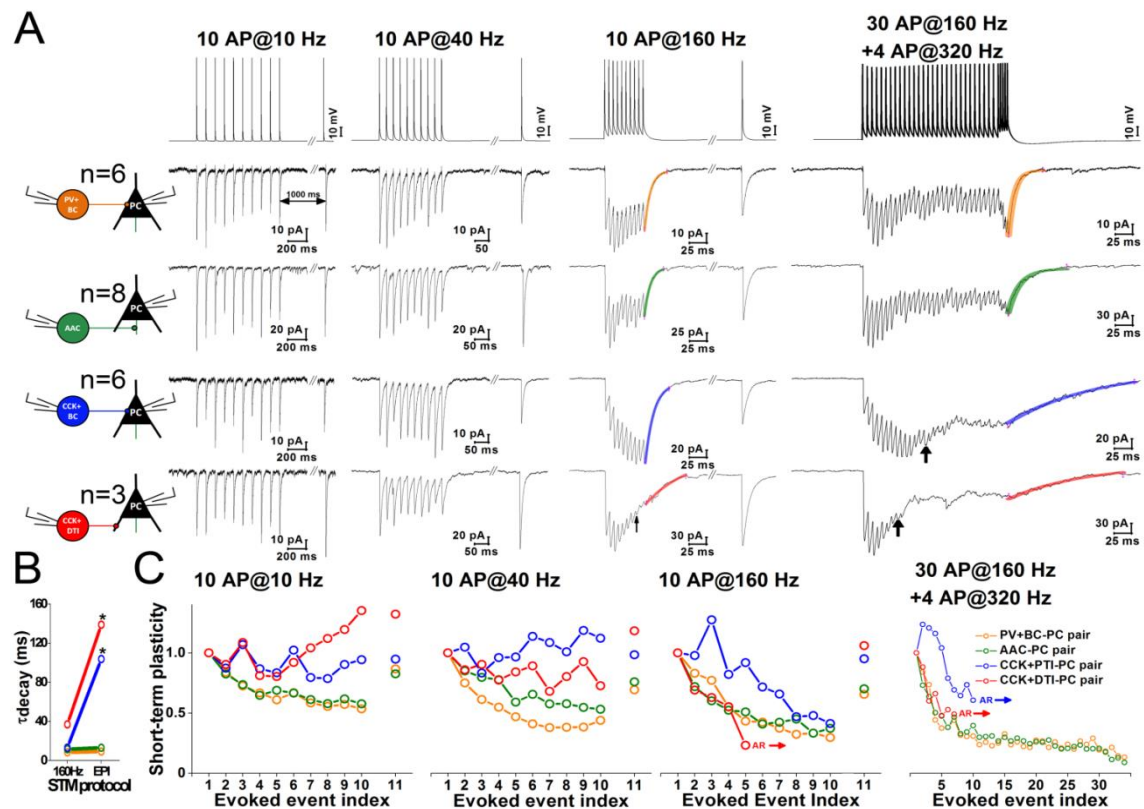 A
10 AP@10 Hz
10 AP@40 Hz
10 AP@160 Hz
30 AP@160 Hz
+4 AP@320 Hz
10 mV
10 mV
10 mV
10 mV
n=6
PV+
BC
PC
1000 ms
10 pA
200 ms
10 pA
50
10 pA
25 ms
10 pA
25 ms
n=8
AAC
PC
20 pA
200 ms
20 pA
50 ms
25 pA
25 ms
30 pA
25 ms
n=6
CCK+
BC
PC
10 pA
200 ms
10 pA
50 ms
20 pA
25 ms
20 pA
25 ms
n=3
CCK+
DTI
PC
10 pA
200 ms
20 pA
50 ms
30 pA
25 ms
30 pA
25 ms
B
τdecay (ms)
160
120
80
40
0
*
*
160Hz EPI
STM protocol
C
10 AP@10 Hz
10 AP@40 Hz
10 AP@160 Hz
30 AP@160 Hz
+4 AP@320 Hz
Short-term plasticity
1.0
0.5
0
1 2 3 4 5 6 7 8 9 10 11
Evoked event index
1 2 3 4 5 6 7 8 9 10 11
Evoked event index
AR
1 2 3 4 5 6 7 8 9 10 11
Evoked Event Index
PV+BC-PC pair
AAC-PC pair
CCK+PTI-PC pair
CCK+DTI-PC pair
AR
AR
0 5 10 15 20 25 30
Evoked event index